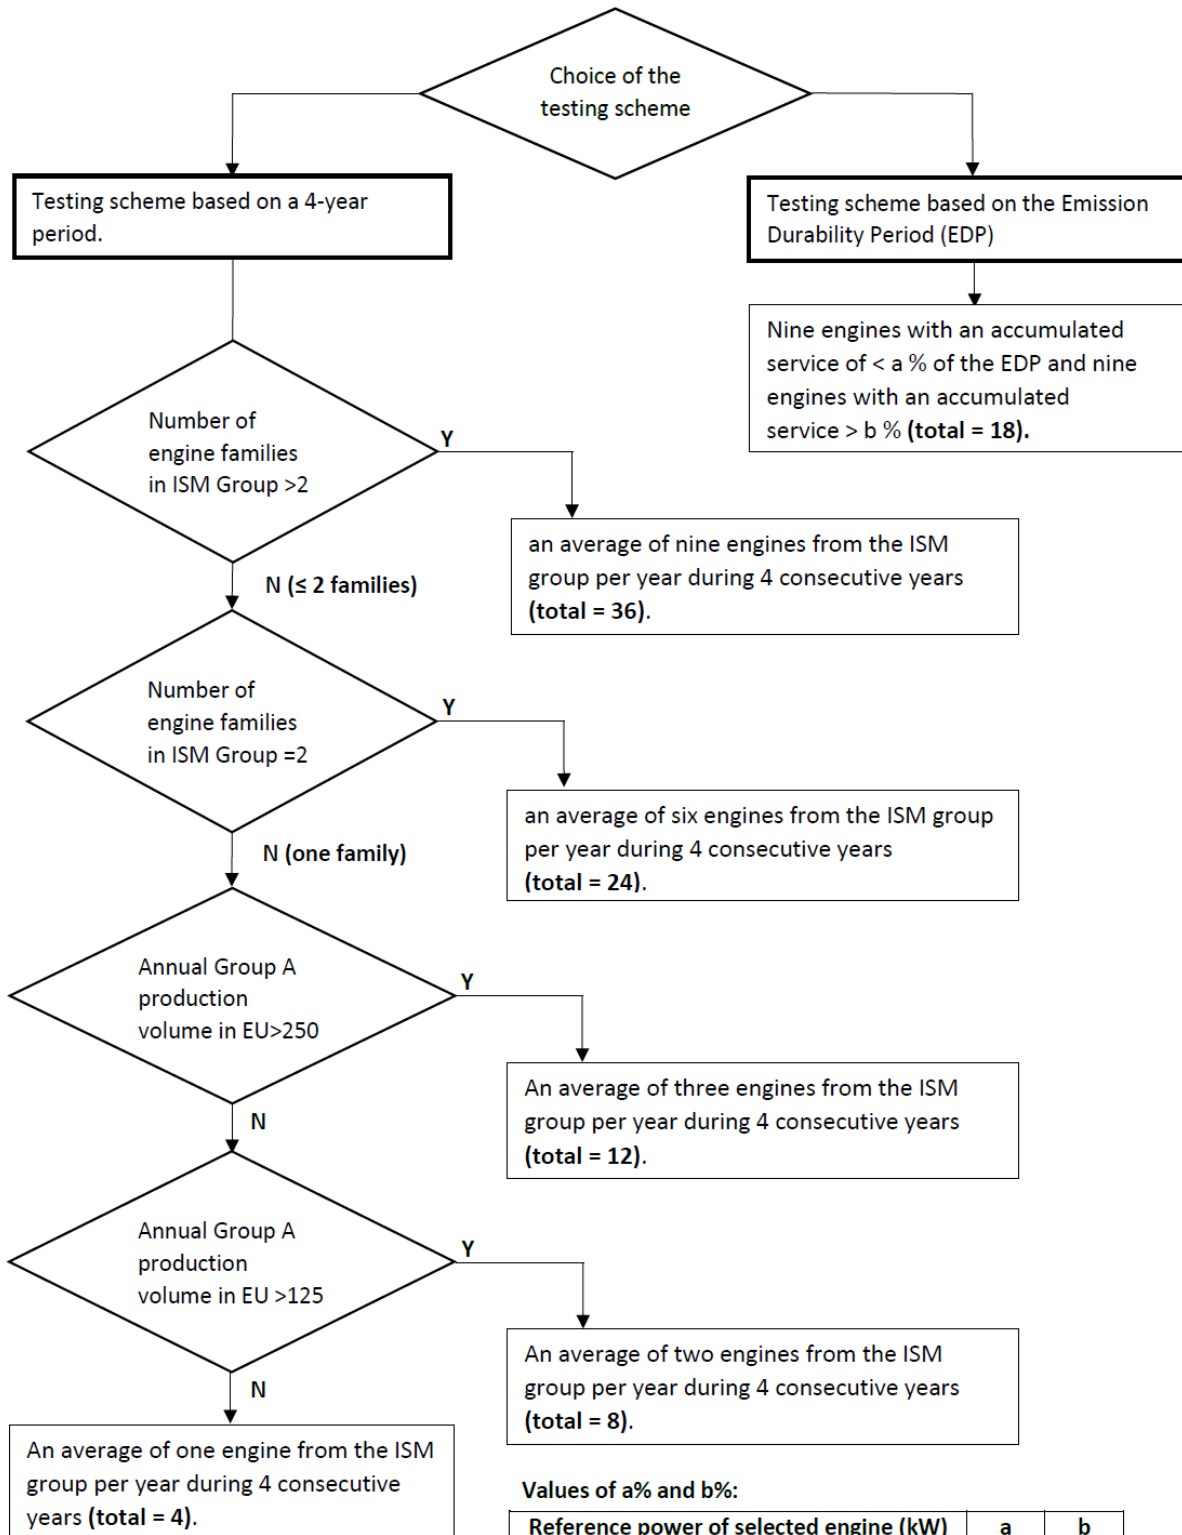 Choice of the
testing scheme
Testing scheme based on a 4-year
period.
Testing scheme based on the Emission
Durability Period (EDP)
Nine engines with an accumulated
service of < a % of the EDP and nine
engines with an accumulated
service > b % (total = 18).
Number of
engine families
in ISM Group >2
Y
an average of nine engines from the ISM
group per year during 4 consecutive years
(total = 36).
N (≤ 2 families)
Number of
engine families
in ISM Group =2
Y
an average of six engines from the ISM group
per year during 4 consecutive years
(total = 24).
N (one family)
Annual Group A
production
volume in EU>250
Y
An average of three engines from the ISM
group per year during 4 consecutive years
(total = 12).
N
Annual Group A
production
volume in EU >125
Y
An average of two engines from the ISM
group per year during 4 consecutive years
(total = 8).
N
An average of one engine from the ISM
group per year during 4 consecutive
years (total = 4).
Values of a% and b%:
Reference power of selected engine (kW) a b